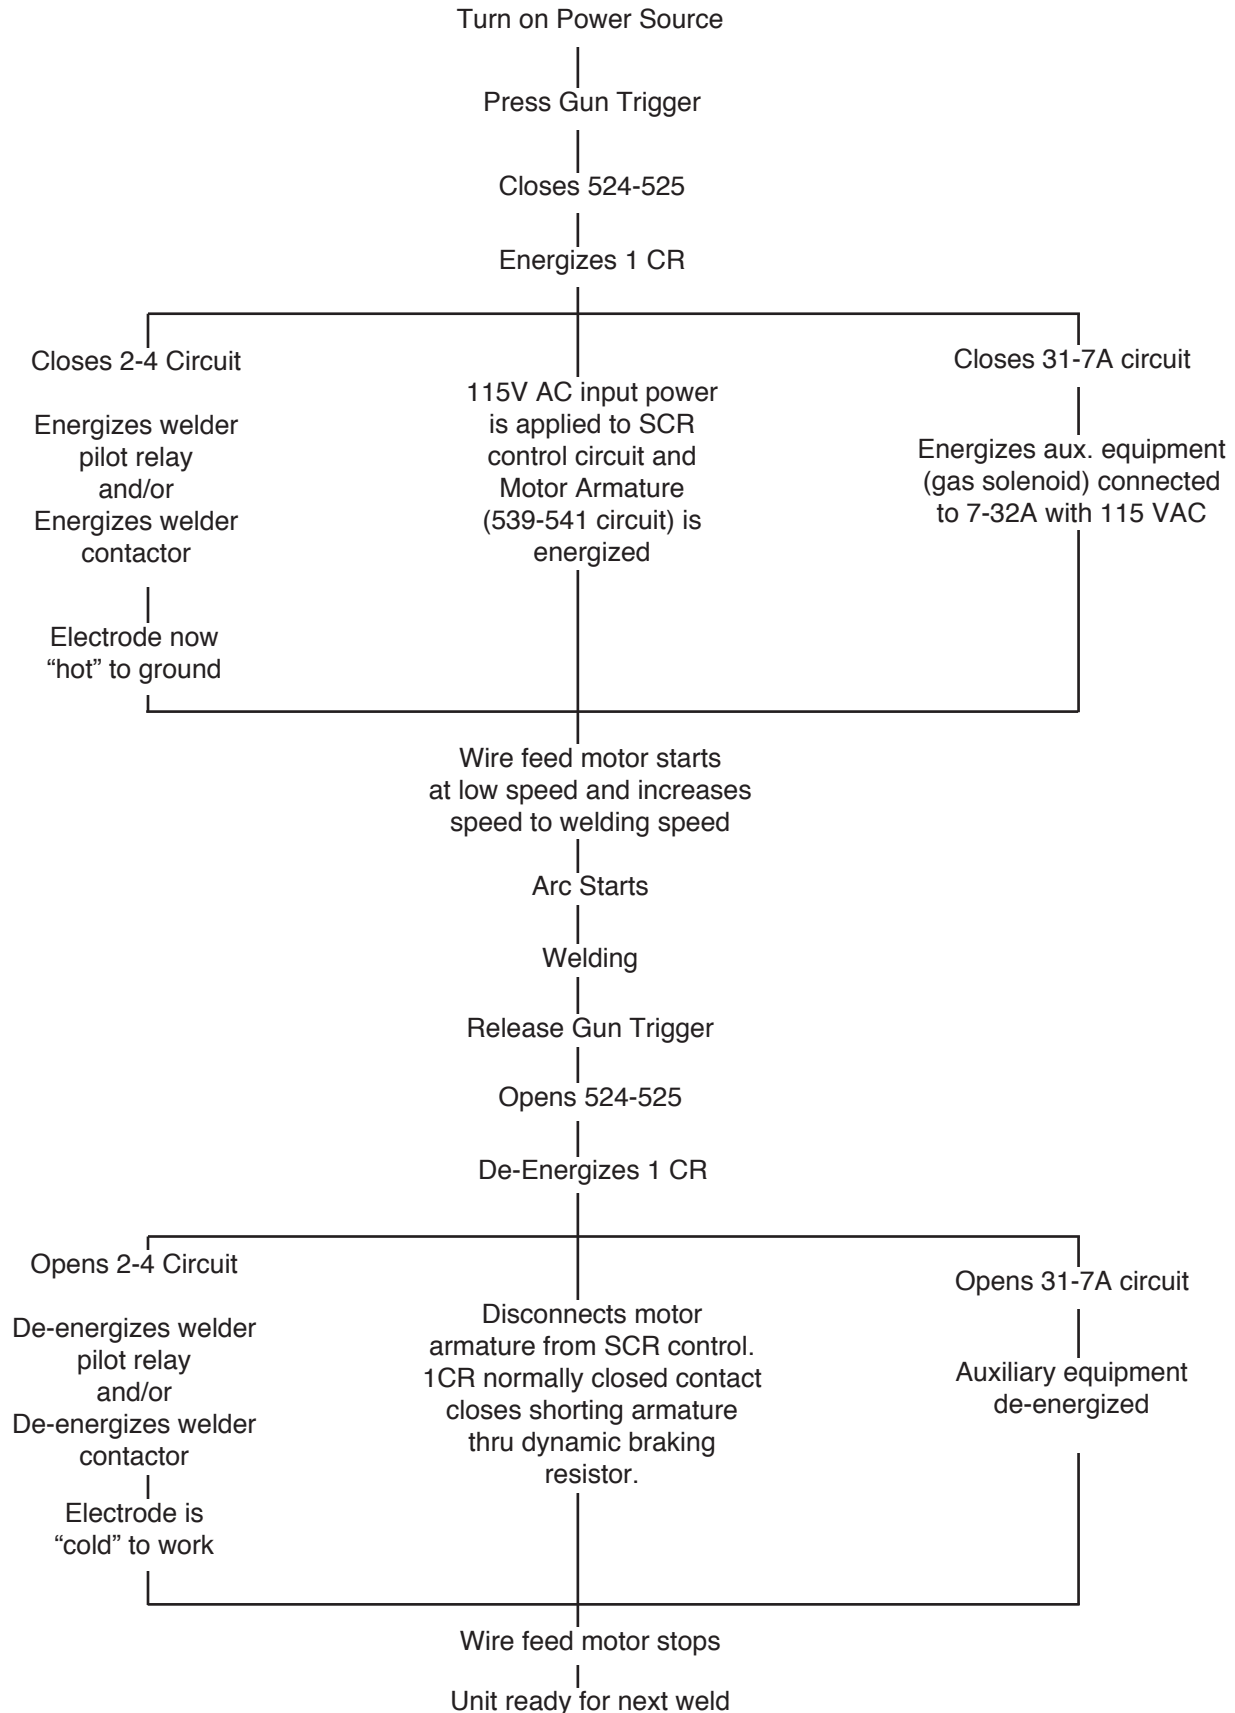 Turn on Power Source
Press Gun Trigger
Closes 524-525
Energizes 1 CR
Closes 2-4 Circuit
Energizes welder
pilot relay
and/or
Energizes welder
contactor
Electrode now
“hot” to ground
115V AC input power
is applied to SCR
control circuit and
Motor Armature
(539-541 circuit) is
energized
Closes 31-7A circuit
Energizes aux. equipment
(gas solenoid) connected
to 7-32A with 115 VAC
Wire feed motor starts
at low speed and increases
speed to welding speed
Arc Starts
Welding
Release Gun Trigger
Opens 524-525
De-Energizes 1 CR
Opens 2-4 Circuit
De-energizes welder
pilot relay
and/or
De-energizes welder
contactor
Electrode is
“cold” to work
Disconnects motor
armature from SCR control.
1CR normally closed contact
closes shorting armature
thru dynamic braking
resistor.
Opens 31-7A circuit
Auxiliary equipment
de-energized
Wire feed motor stops
Unit ready for next weld